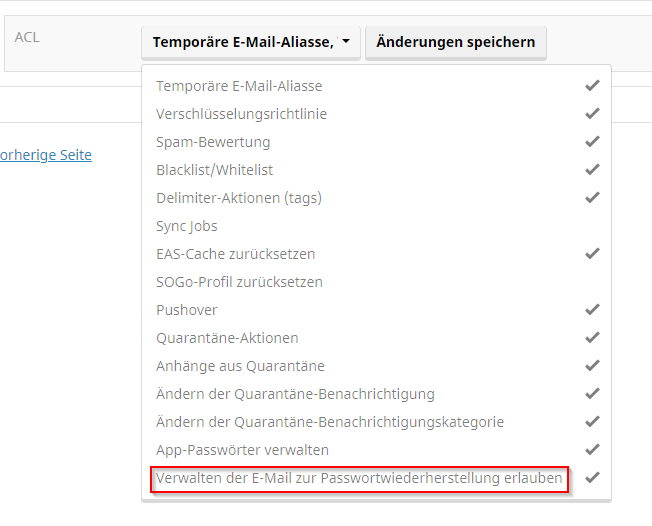 ACL
Temporäre E-Mail-Aliasse,
Änderungen speichern
Temporäre E-Mail-Aliasse
Verschlüsselungsrichtlinie
orherige Seite
Spam-Bewertung
Blacklist/Whitelist
Delimiter-Aktionen (tags)
Sync Jobs
EAS-Cache zurücksetzen
SOGo-Profil zurücksetzen
Pushover
Quarantäne-Aktionen
Anhänge aus Quarantäne
Ändern der Quarantäne-Benachrichtigung
Ändern der Quarantäne-Benachrichtigungskategorie
App-Passwörter verwalten
Verwalten der E-Mail zur Passwortwiederherstellung erlauben